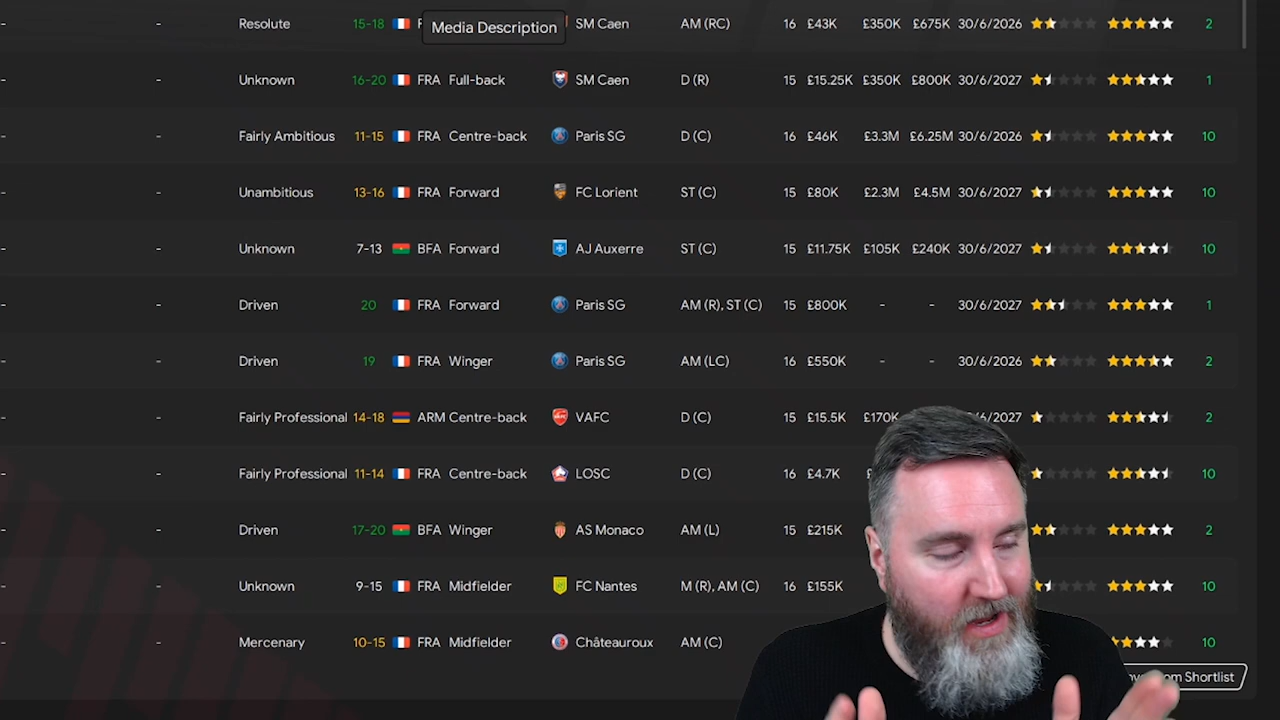 Resolute 15-18 Media Description SM Caen AM (RC) 16 £43K £350K £675K 30/6/2026 2
- - Unknown 16-20 FRA Full-back SM Caen D (R) 15 £15.25K £350K £800K 30/6/2027 1
- - Fairly Ambitious 11-15 FRA Centre-back Paris SG D (C) 16 £46K £3.3M £6.25M 30/6/2026 10
- - Unambitious 13-16 FRA Forward FC Lorient ST (C) 15 £80K £2.3M £4.5M 30/6/2026 10
- - Unknown 7-13 BFA Forward AJ Auxerre ST (C) 15 £11.75K £105K £240K 30/6/2027 10
- - Driven 20 FRA Forward Paris SG AM (R), ST (C) 15 £800K - - 30/6/2027 1
- - Driven 19 FRA Winger Paris SG AM (LC) 16 £550K - - 30/6/2026 2
- - Fairly Professional 14-18 ARM Centre-back VAFC D (C) 15 £15.5K £170K /2027 2
- - Fairly Professional 11-14 FRA Centre-back LOSC D (C) 16 £4.7K 10
- - Driven 17-20 BFA Winger AS Monaco AM (L) 15 £215K 2
- - Unknown 9-15 FRA Midfielder FC Nantes M (R), AM (C) 16 £155K 10
- - Mercenary 10-15 FRA Midfielder Châteauroux AM (C) 10
Shortlist